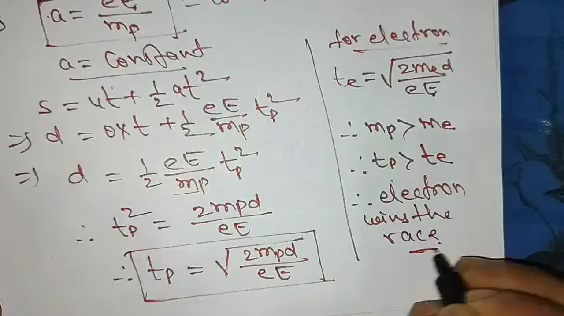 a = eE/mp
a = constant
s = ut + 1/2 at²
⇒ d = 0xt + 1/2 eE/mp tp²
⇒ d = 1/2 eE/mp tp²
∴ tp² = 2mpd/eE
∴ tp = √(2mpd/eE)
for electron
te = √(2med/eE)
∴ mp > me
∴ tp > te
∴ electron
wins the
race